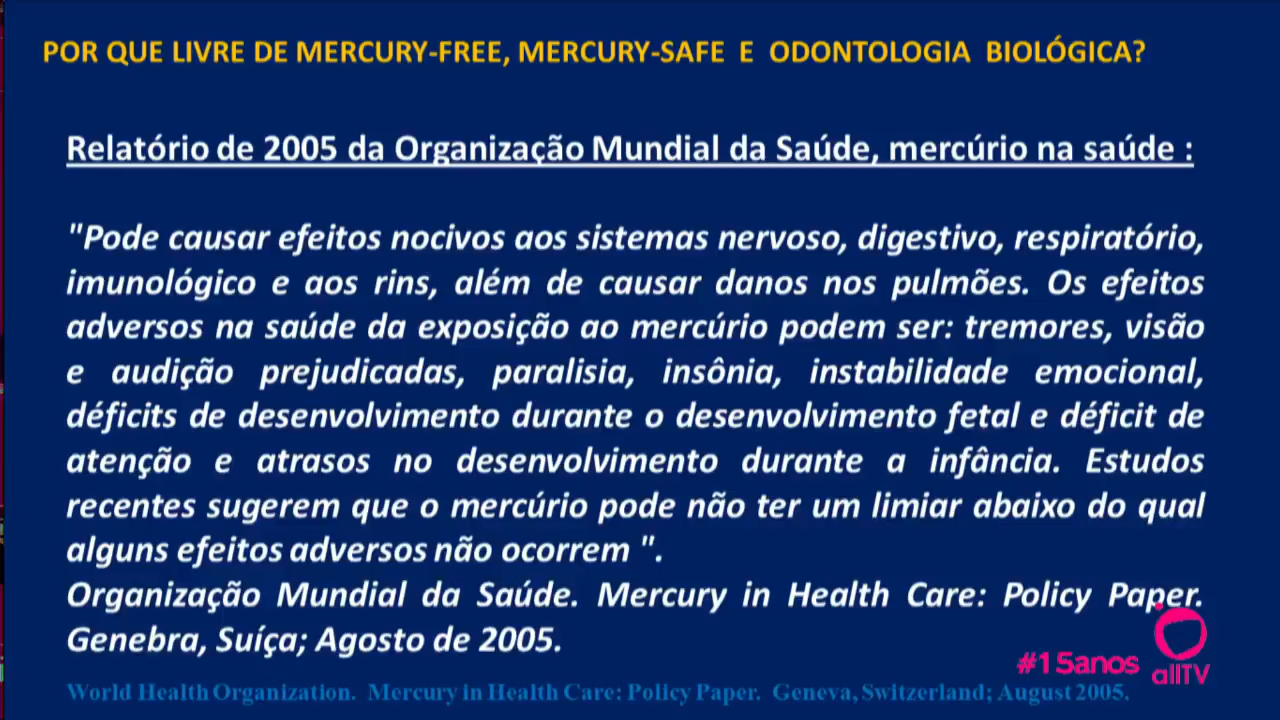 POR QUE LIVRE DE MERCURY-FREE, MERCURY-SAFE E ODONTOLOGIA BIOLÓGICA?
Relatório de 2005 da Organização Mundial da Saúde, mercúrio na saúde :
"Pode causar efeitos nocivos aos sistemas nervoso, digestivo, respiratório,
imunológico e aos rins, além de causar danos nos pulmões. Os efeitos
adversos na saúde da exposição ao mercúrio podem ser: tremores, visão
e audição prejudicadas, paralisia, insônia, instabilidade emocional,
déficits de desenvolvimento durante o desenvolvimento fetal e déficit de
atenção e atrasos no desenvolvimento durante a infância. Estudos
recentes sugerem que o mercúrio pode não ter um limiar abaixo do qual
alguns efeitos adversos não ocorrem ".
Organização Mundial da Saúde. Mercury in Health Care: Policy Paper.
Genebra, Suíça; Agosto de 2005.
#15anos allTV
World Health Organization. Mercury in Health Care: Policy Paper. Geneva, Switzerland; August 2005.